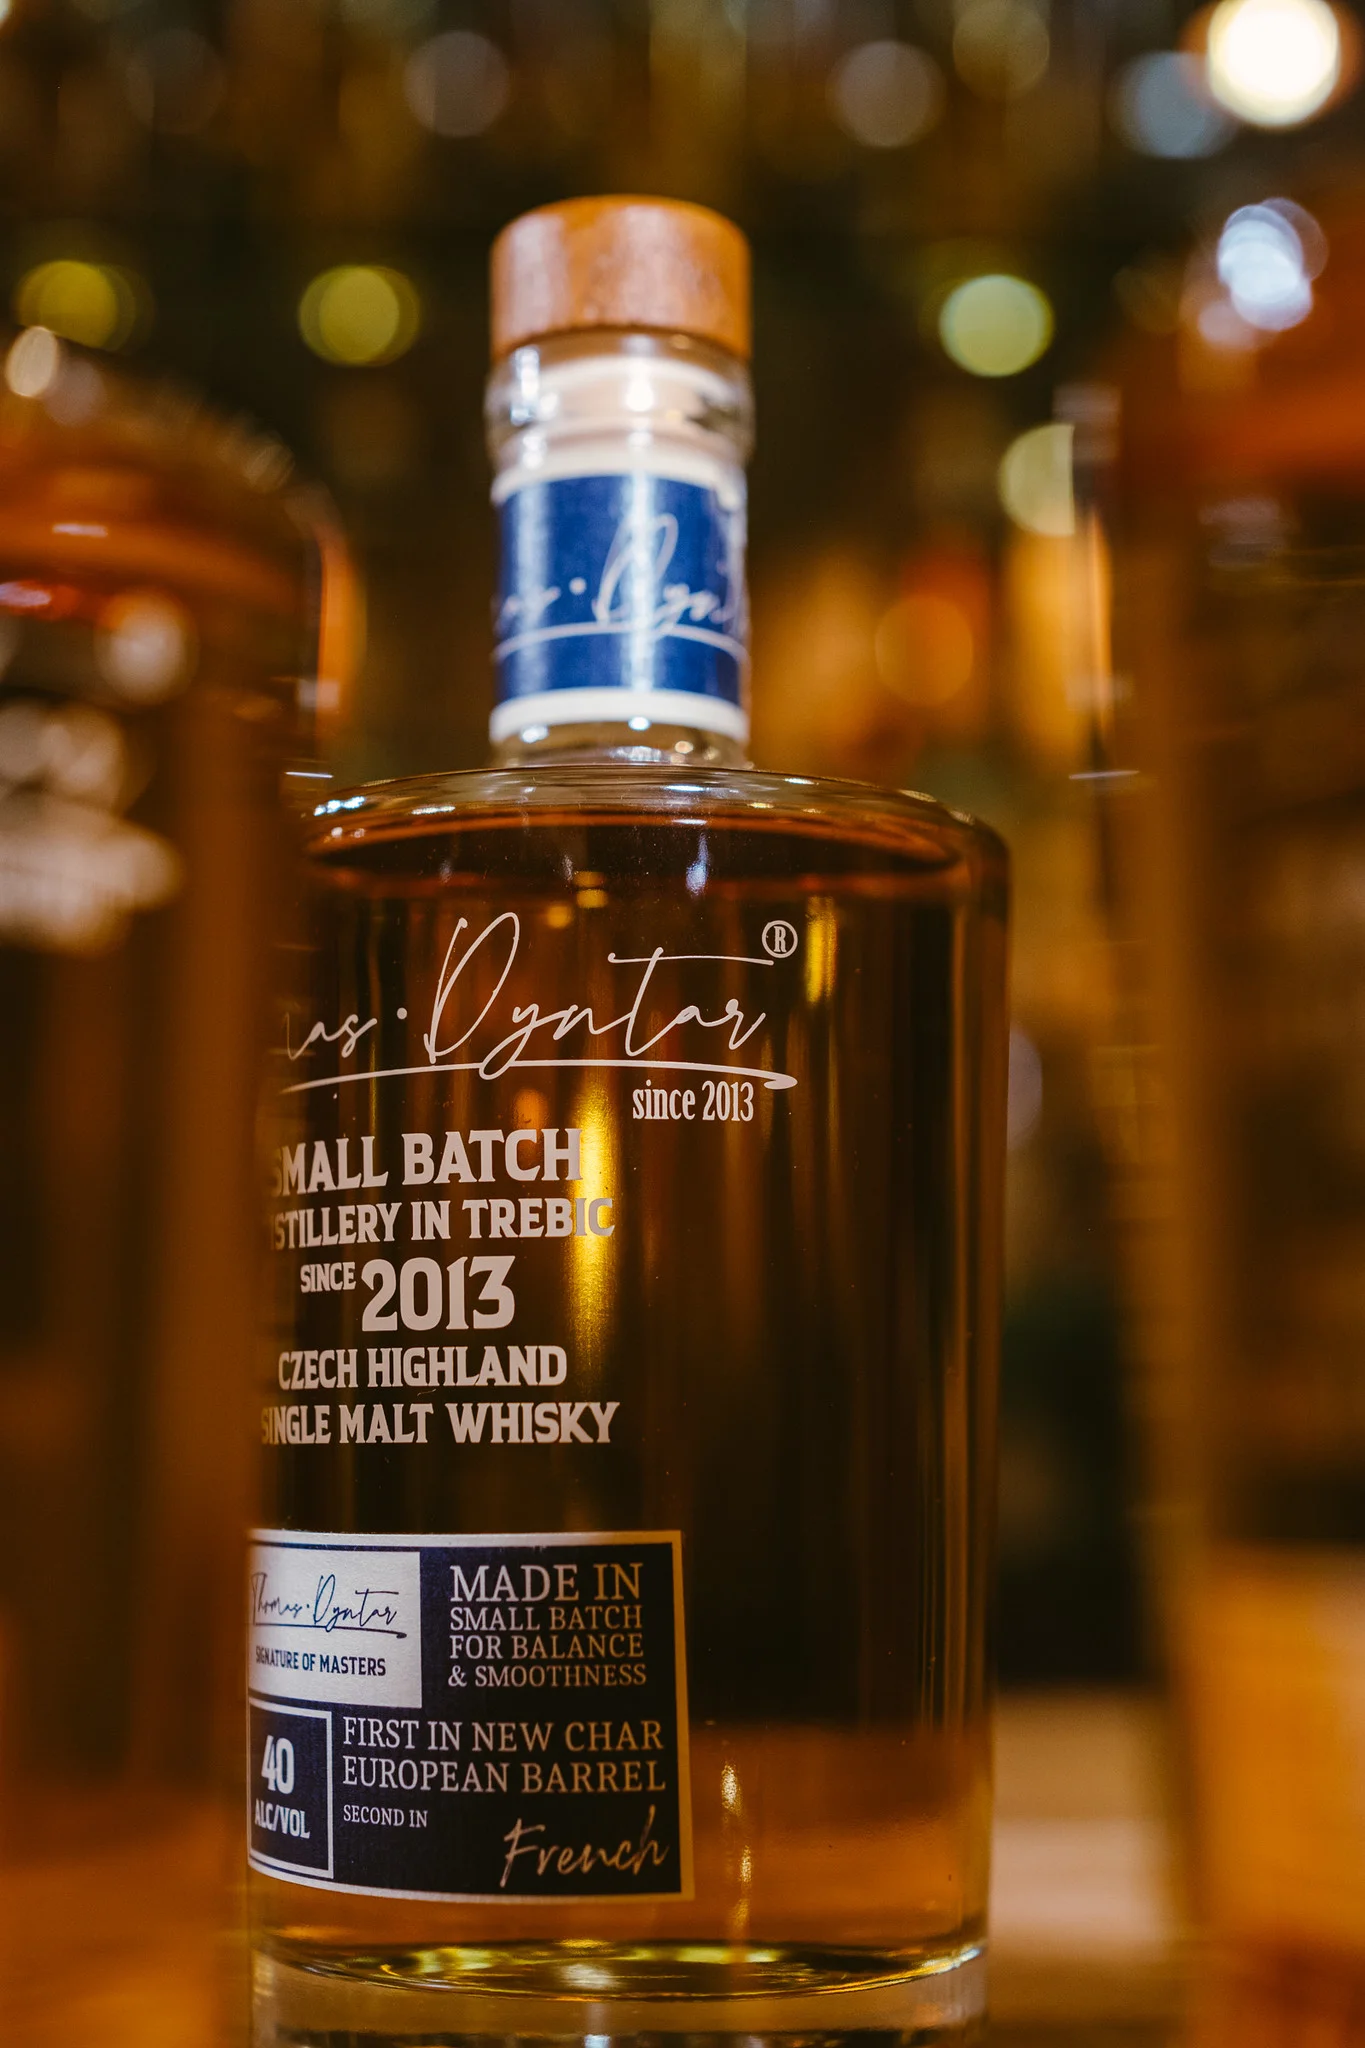 Dyntar®
since 2013
SMALL BATCH
DISTILLERY IN TREBIC
SINCE 2013
CZECH HIGHLAND
SINGLE MALT WHISKY
Thomas·Dyntar
SIGNATURE OF MASTERS
MADE IN
SMALL BATCH
FOR BALANCE
& SMOOTHNESS
40
ALC/VOL
FIRST IN NEW CHAR
EUROPEAN BARREL
SECOND IN
French